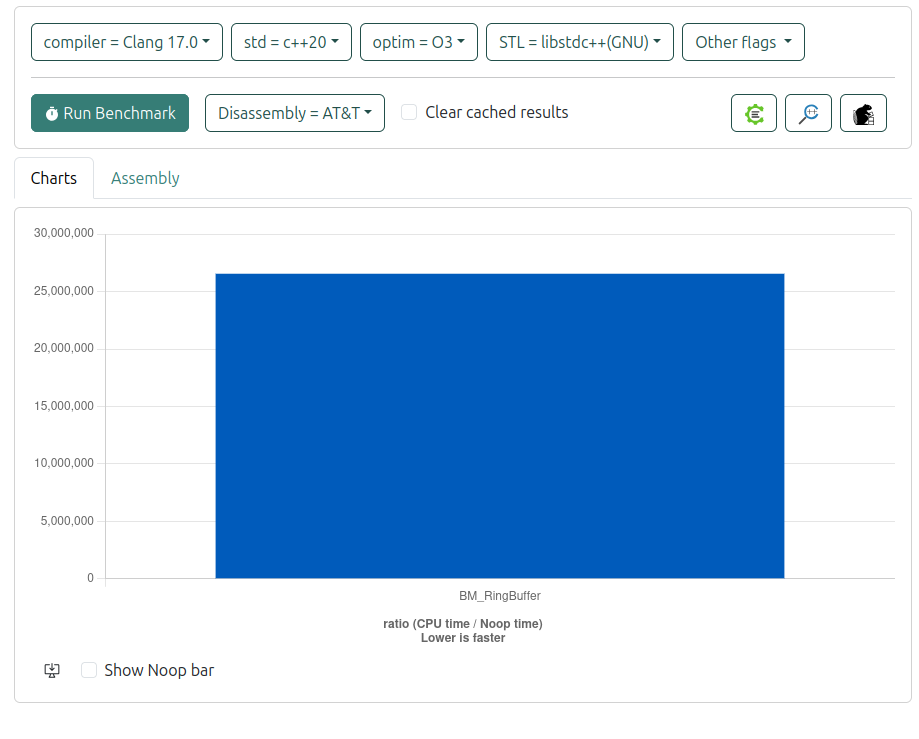 compiler = Clang 17.0 std = c++20 optim = O3 STL = libstdc++(GNU) Other flags
Run Benchmark Disassembly = AT&T Clear cached results
Charts Assembly
30,000,000
25,000,000
20,000,000
15,000,000
10,000,000
5,000,000
0
BM_RingBuffer
ratio (CPU time / Noop time)
Lower is faster
Show Noop bar